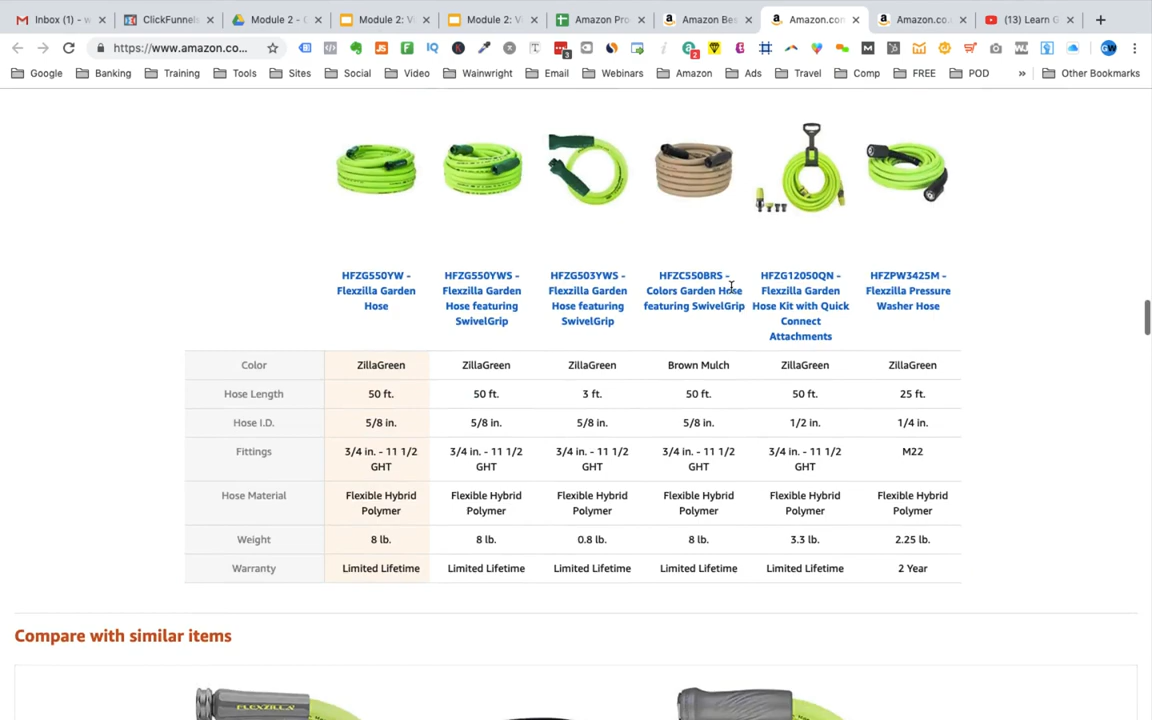 Inbox (1) - w
ClickFunnels
Module 2 - 
Module 2: V
Module 2: V
Amazon Pro
Amazon Bes
Amazon.com
Amazon.co
(13) Learn G
https://www.amazon.co...
Google
Banking
Training
Tools
Sites
Social
Video
Wainwright
Email
Webinars
Amazon
Ads
Travel
Comp
FREE
POD
»
Other Bookmarks
HFZG550YW -
Flexzilla Garden
Hose
HFZG550YWS -
Flexzilla Garden
Hose featuring
SwivelGrip
HFZG503YWS -
Flexzilla Garden
Hose featuring
SwivelGrip
HFZC550BRS -
Colors Garden Hose
featuring SwivelGrip
HFZG12050QN -
Flexzilla Garden
Hose Kit with Quick
Connect
Attachments
HFZPW3425M -
Flexzilla Pressure
Washer Hose
Color ZillaGreen ZillaGreen ZillaGreen Brown Mulch ZillaGreen ZillaGreen
Hose Length 50 ft. 50 ft. 3 ft. 50 ft. 50 ft. 25 ft.
Hose I.D. 5/8 in. 5/8 in. 5/8 in. 5/8 in. 1/2 in. 1/4 in.
Fittings 3/4 in. - 11 1/2 3/4 in. - 11 1/2 3/4 in. - 11 1/2 3/4 in. - 11 1/2 3/4 in. - 11 1/2 M22
GHT GHT GHT GHT GHT
Hose Material Flexible Hybrid Flexible Hybrid Flexible Hybrid Flexible Hybrid Flexible Hybrid Flexible Hybrid
Polymer Polymer Polymer Polymer Polymer Polymer
Weight 8 lb. 8 lb. 0.8 lb. 8 lb. 3.3 lb. 2.25 lb.
Warranty Limited Lifetime Limited Lifetime Limited Lifetime Limited Lifetime Limited Lifetime 2 Year
Compare with similar items
FLEXZILLA